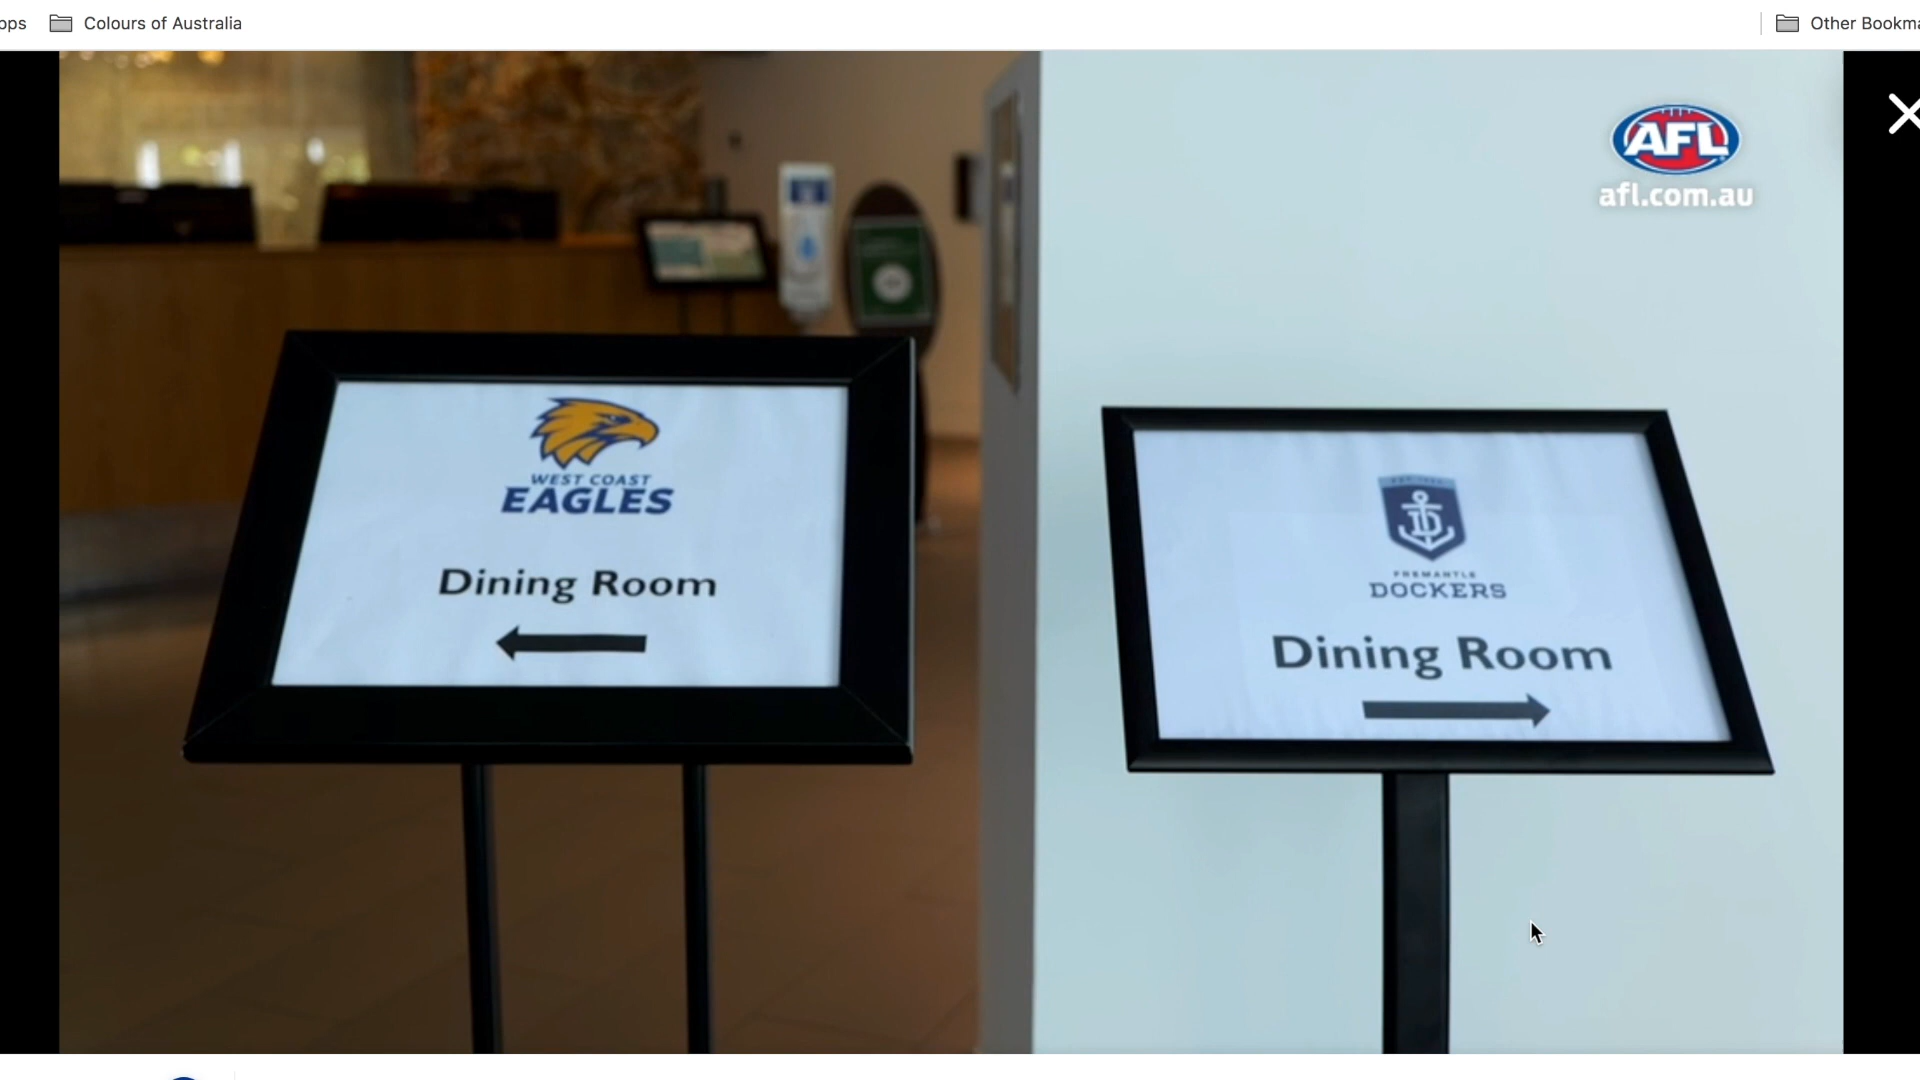 ops
Colours of Australia
Other Bookma
AFL
afl.com.au
WEST COAST
EAGLES
Dining Room
FREMANTLE
DOCKERS
Dining Room